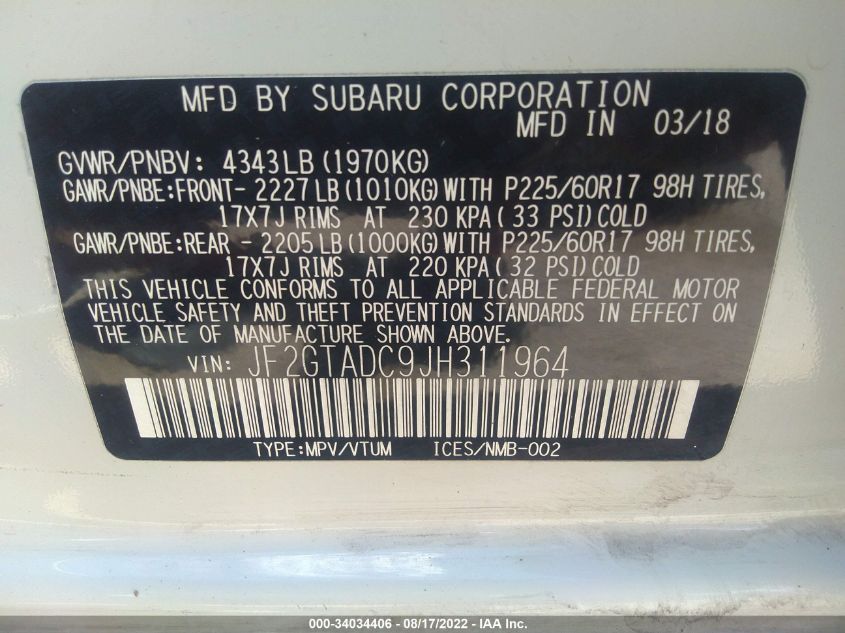 MFD BY SUBARU CORPORATION
MFD IN 03/18
GVWR/PNBV: 4343LB (1970KG)
GAWR/PNBE:FRONT- 2227LB (1010KG) WITH P225/60R17 98H TIRES,
17X7J RIMS AT 230 KPA (33 PSI) COLD
GAWR/PNBE:REAR - 2205LB (1000KG) WITH P225/60R17 98H TIRES,
17X7J RIMS AT 220 KPA (32 PSI) COLD
THIS VEHICLE CONFORMS TO ALL APPLICABLE FEDERAL MOTOR
VEHICLE SAFETY AND THEFT PREVENTION STANDARDS IN EFFECT ON
THE DATE OF MANUFACTURE SHOWN ABOVE.
VIN: JF2GTADC9JH311964
TYPE:MPV/VTUM ICES/NMB-002
000-34034406 - 08/17/2022 - IAA Inc.